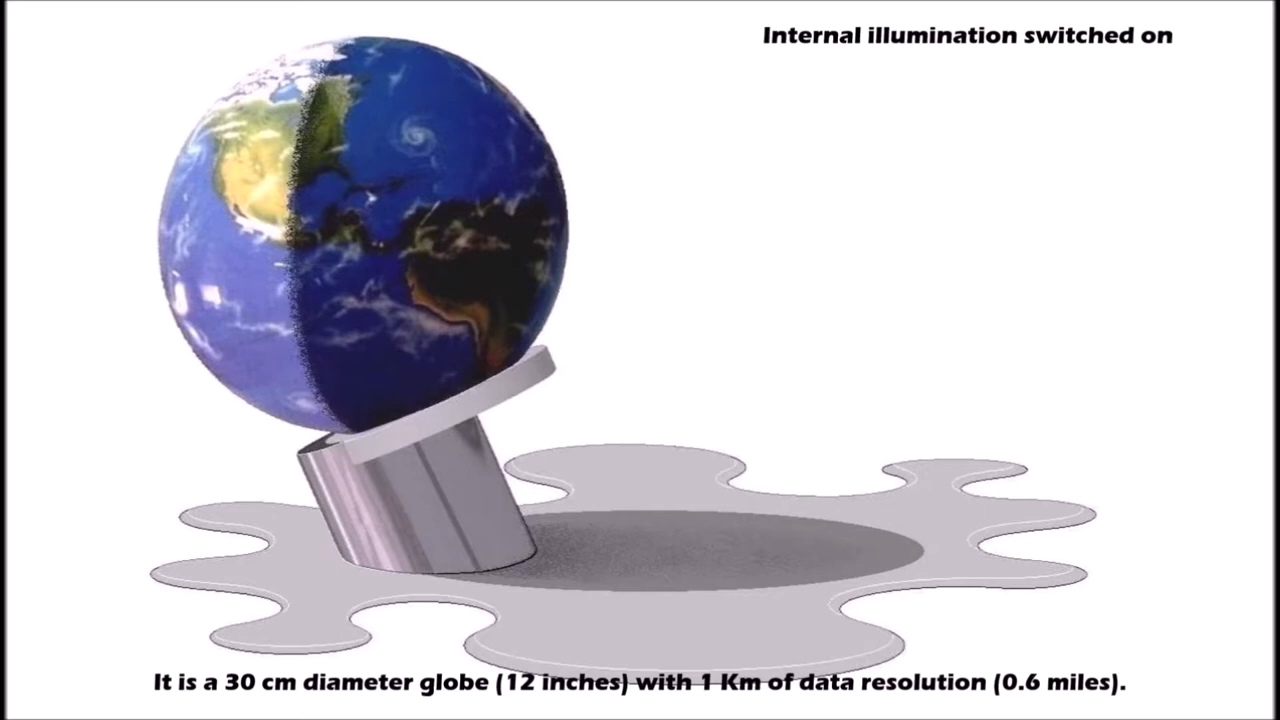 Internal illumination switched on
It is a 30 cm diameter globe (12 inches) with 1 Km of data resolution (0.6 miles).